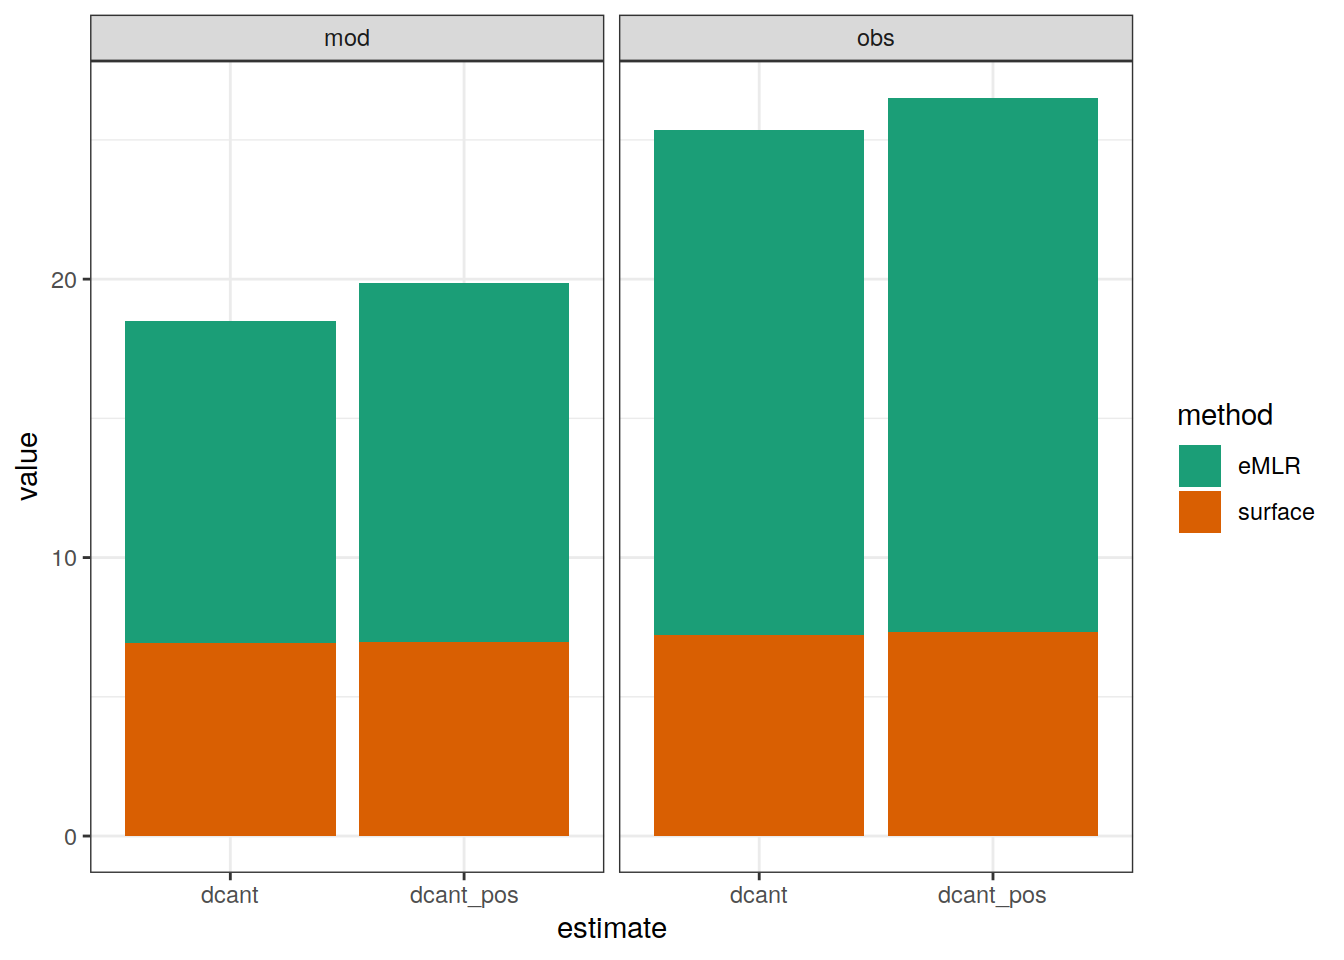 mod
obs
value
20
10
0
dcant
dcant_pos
dcant
dcant_pos
estimate
method
eMLR
surface